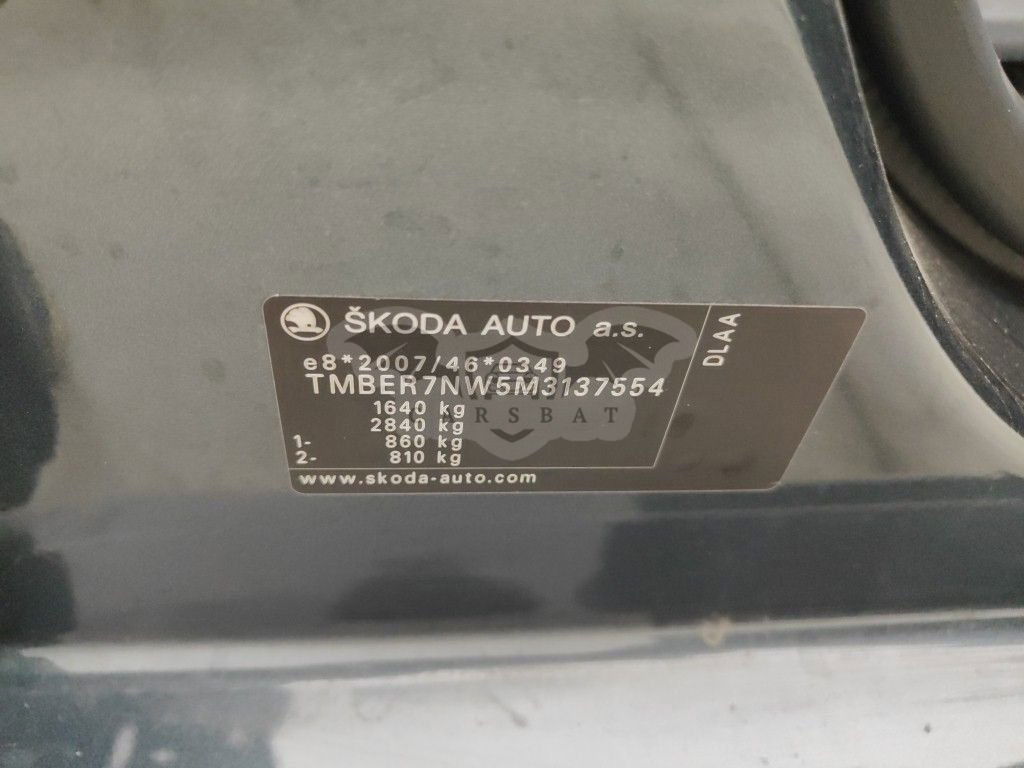 ŠKODA AUTO a.s.
e8*2007/46*0349
TMBER7NW5M3137554
1640 kg
2840 kg
1- 860 kg
2- 810 kg
www.skoda-auto.com
DLAA
CARSBAT